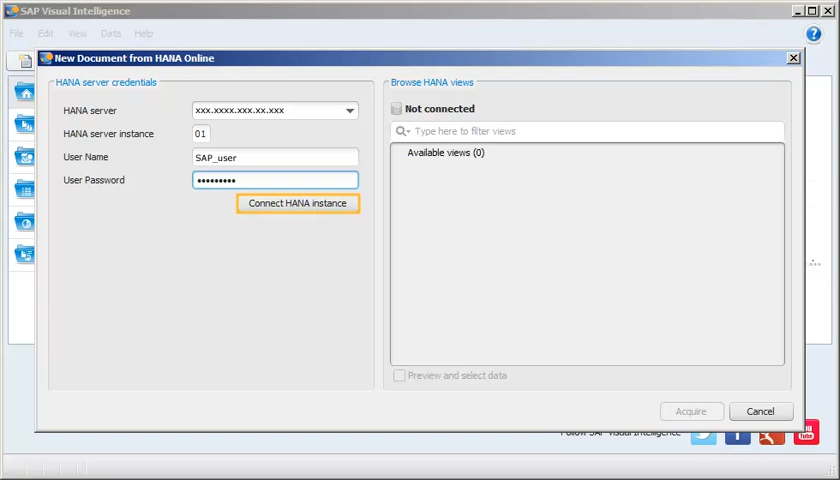 SAP Visual Intelligence
File Edit View Data Help
New Document from HANA Online
HANA server credentials
HANA server xxx.xxxx.xxx.xx.xxx
HANA server instance 01
User Name SAP_user
User Password •••••••••
Connect HANA instance
Browse HANA views
Not connected
Type here to filter views
Available views (0)
Preview and select data
Acquire Cancel
Follow SAP Visual Intelligence
You Tube